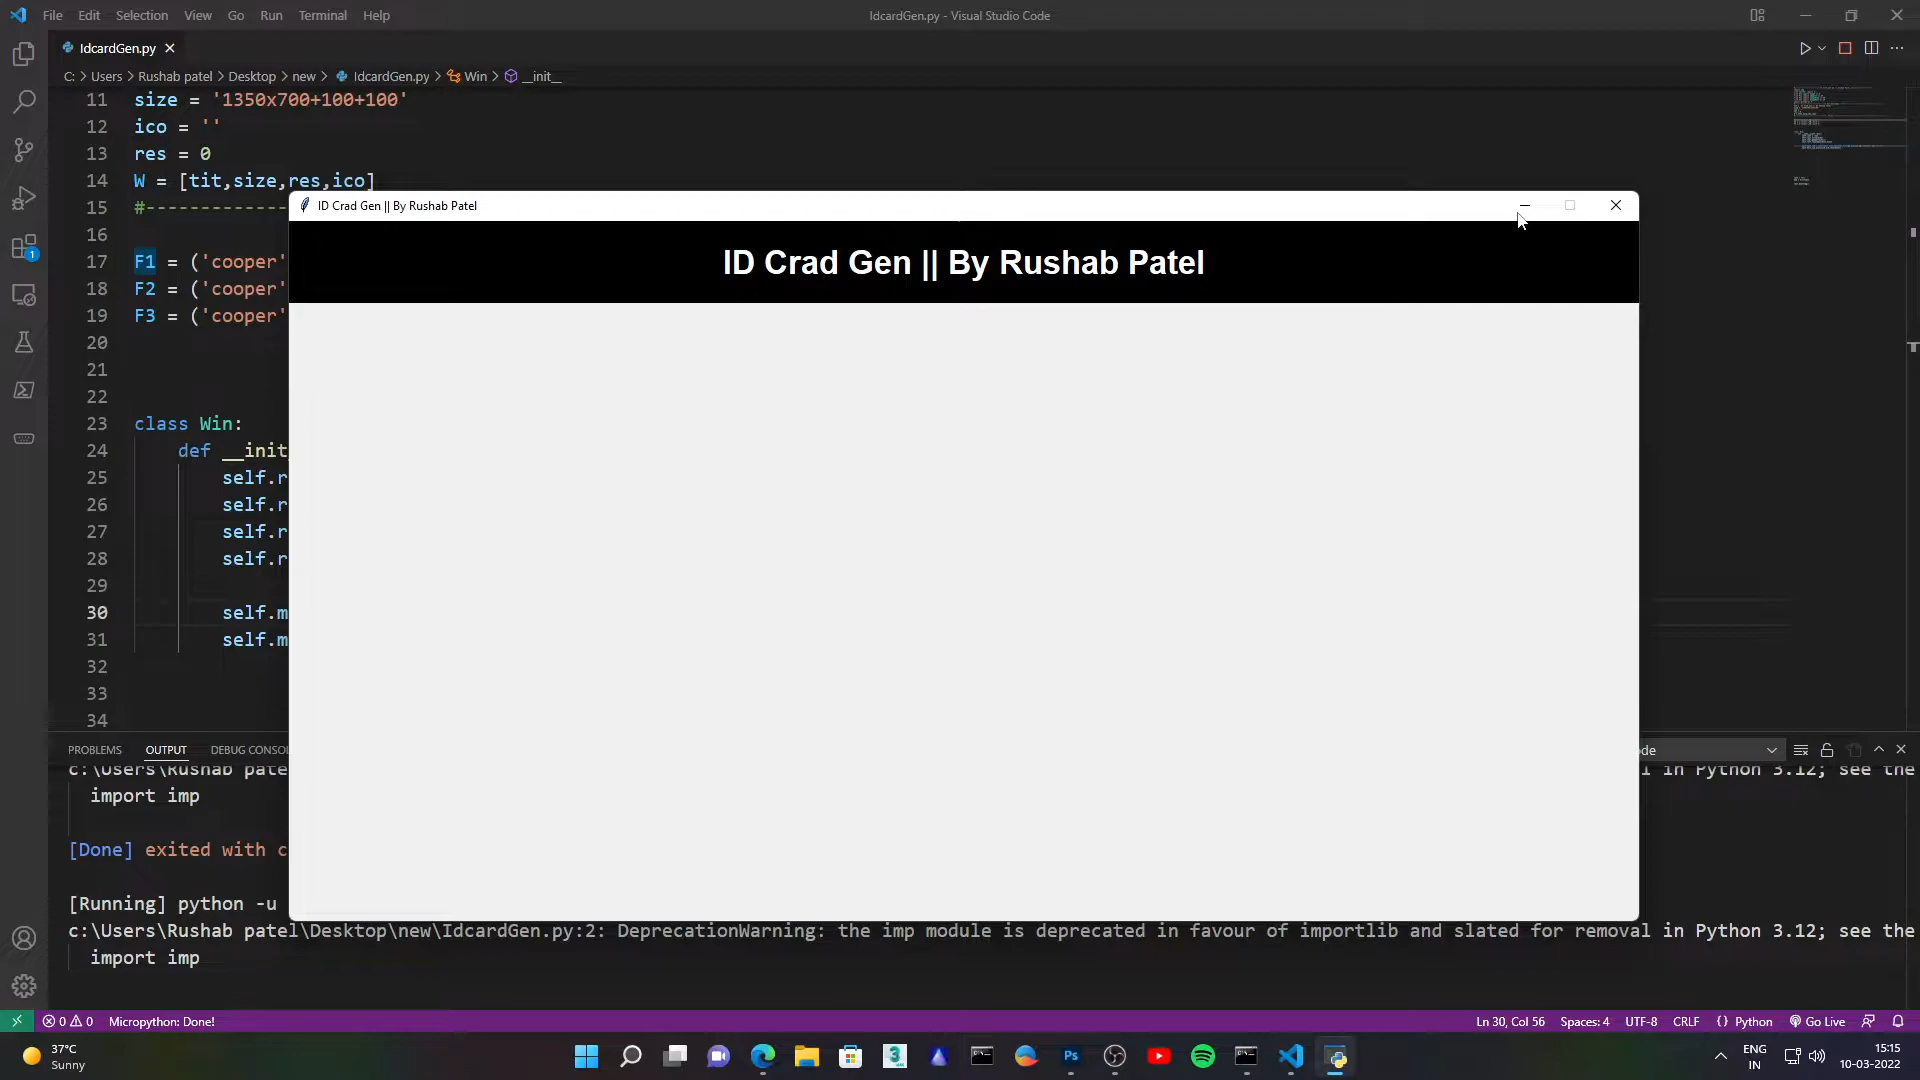 File Edit Selection View Go Run Terminal Help
IdcardGen.py - Visual Studio Code
IdcardGen.py
C: > Users > Rushab patel > Desktop > new > IdcardGen.py > Win > __init__
11 size = '1350x700+100+100'
12 ico = ''
13 res = 0
14 W = [tit,size,res,ico]
15 #-------------
ID Crad Gen || By Rushab Patel
16
ID Crad Gen || By Rushab Patel
17 F1 = ('cooper'
18 F2 = ('cooper'
19 F3 = ('cooper'
20
21
22
23 class Win:
24 def __init_
25 self.r
26 self.r
27 self.r
28 self.r
29
30 self.m
31 self.m
32
33
34
PROBLEMS OUTPUT DEBUG CONSOL
ode
c:\Users\Rushab pate
l in Python 3.12; see the
import imp
[Done] exited with c
[Running] python -u
c:\Users\Rushab patel\Desktop\new\IdcardGen.py:2: DeprecationWarning: the imp module is deprecated in favour of importlib and slated for removal in Python 3.12; see the
import imp
0 0 Micropython: Done!
Ln 30, Col 56 Spaces: 4 UTF-8 CRLF {} Python Go Live
37°C
Sunny
3
Ps
ENG
IN
15:15
10-03-2022
1